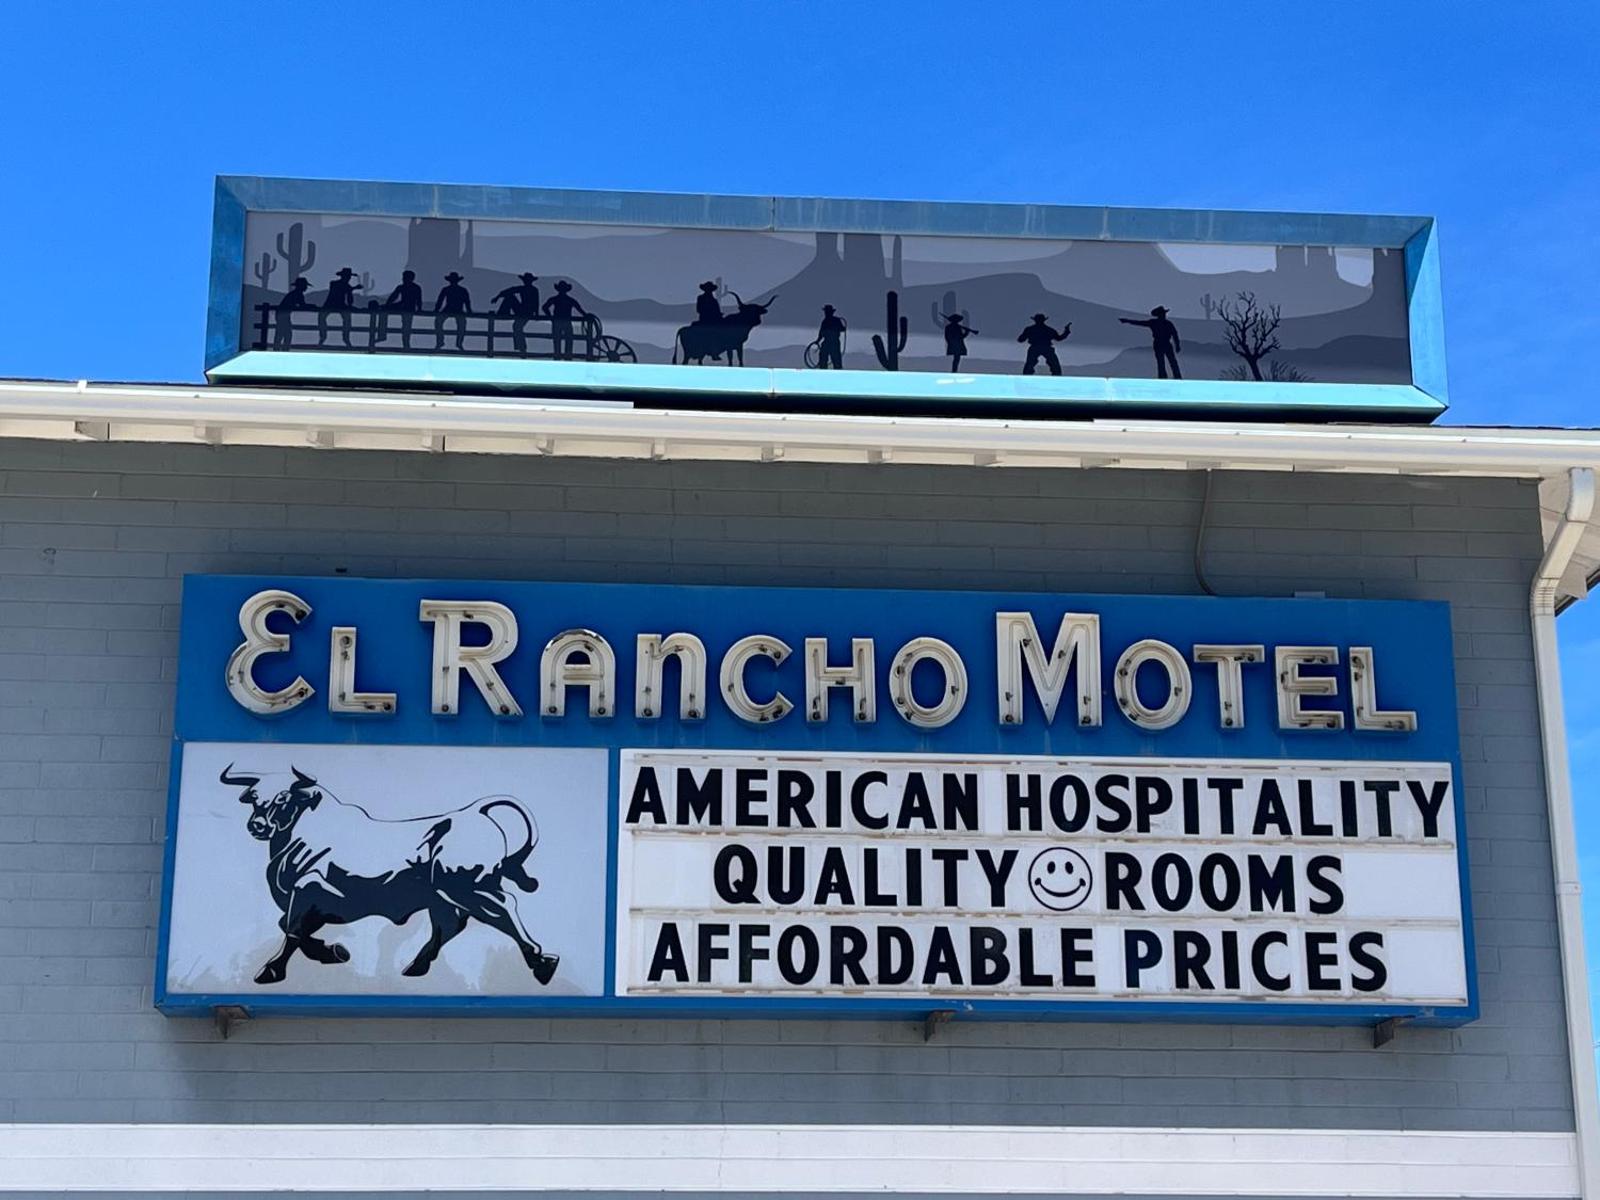 EL RANCHO MOTEL
AMERICAN HOSPITALITY
QUALITY☺ROOMS
AFFORDABLE PRICES